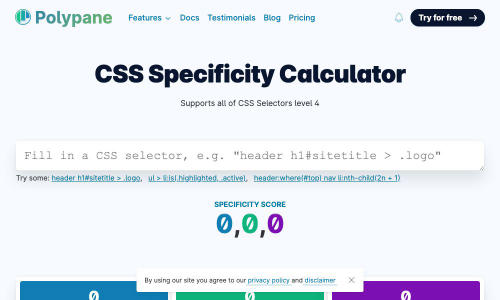 Polypane
Features Docs Testimonials Blog Pricing
Try for free →
CSS Specificity Calculator
Supports all of CSS Selectors level 4
Fill in a CSS selector, e.g. "header h1#sitetitle > .logo"
Try some: header h1#sitetitle > .logo, ul > li:is(.highlighted, .active), header:where(#top) nav li:nth-child(2n + 1)
SPECIFICITY SCORE
0,0,0
By using our site you agree to our privacy policy and disclaimer
0 0 0